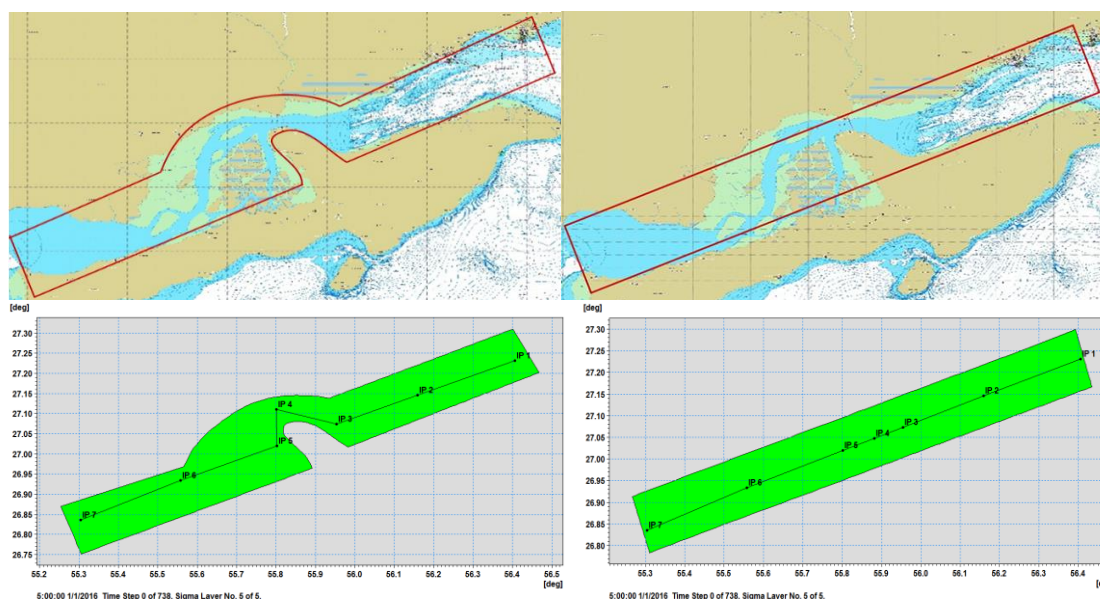 [deg]
27.30
27.25
27.20
27.15
27.10
27.05
27.00
26.95
26.90
26.85
26.80
26.75
IP 1
IP 2
IP 4
IP 3
IP 5
IP 6
IP 7
55.2 55.3 55.4 55.5 55.6 55.7 55.8 55.9 56.0 56.1 56.2 56.3 56.4 56.5
[deg]
5:00:00 1/1/2016 Time Step 0 of 738. Sigma Layer No. 5 of 5.
[deg]
27.30
27.25
27.20
27.15
27.10
27.05
27.00
26.95
26.90
26.85
26.80
IP 1
IP 2
IP 3
IP 4
IP 5
IP 6
IP 7
55.3 55.4 55.5 55.6 55.7 55.8 55.9 56.0 56.1 56.2 56.3 56.4
5:00:00 1/1/2016 Time Step 0 of 738. Sigma Layer No. 5 of 5.